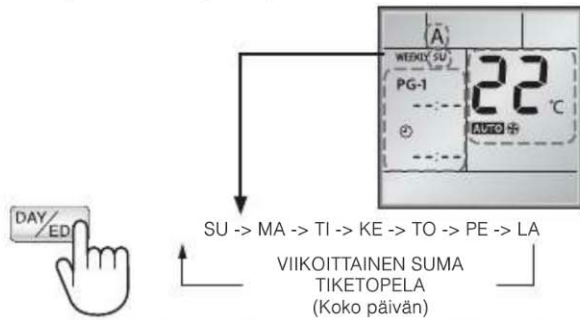 A
WEEKLY SU
PG-1
22 °C
--:--
AUTO
--:--
DAY/ED
SU -> MA -> TI -> KE -> TO -> PE -> LA
VIIKOITTAINEN SUMA
TIKETOPELA
(Koko päivän)